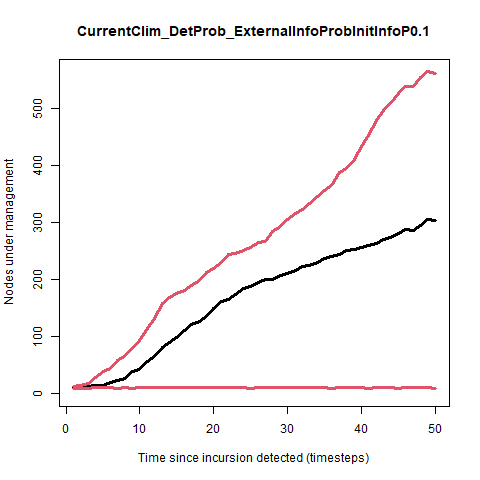 CurrentClim_DetProb_ExternalInfoProbInitInfoP0.1
Nodes under management
500
400
300
200
100
0
0 10 20 30 40 50
Time since incursion detected (timesteps)